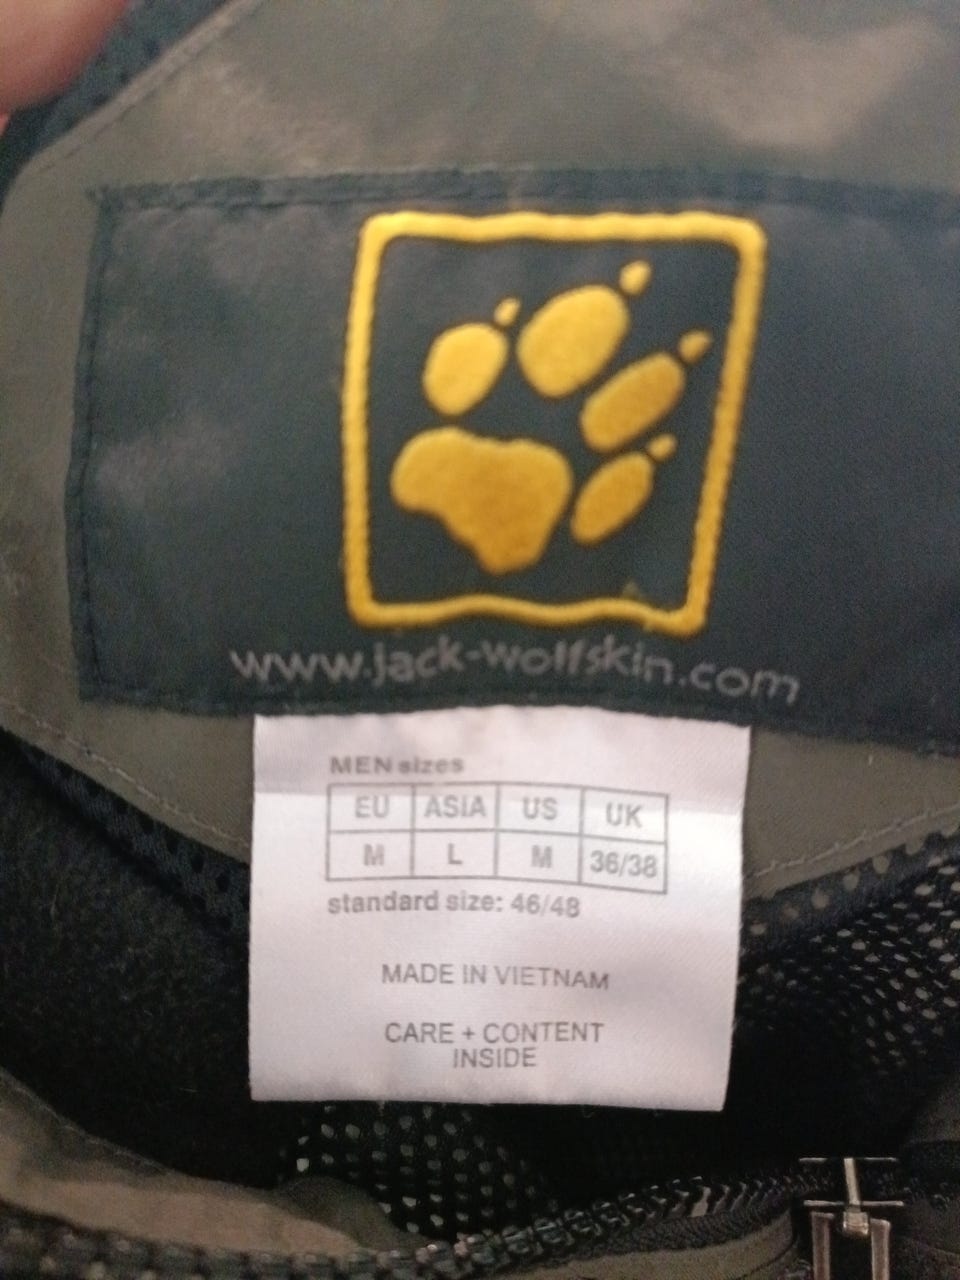 www.jack-wolfskin.com
MEN sizes
EU ASIA US UK
M L M 36/38
standard size: 46/48
MADE IN VIETNAM
CARE + CONTENT
INSIDE